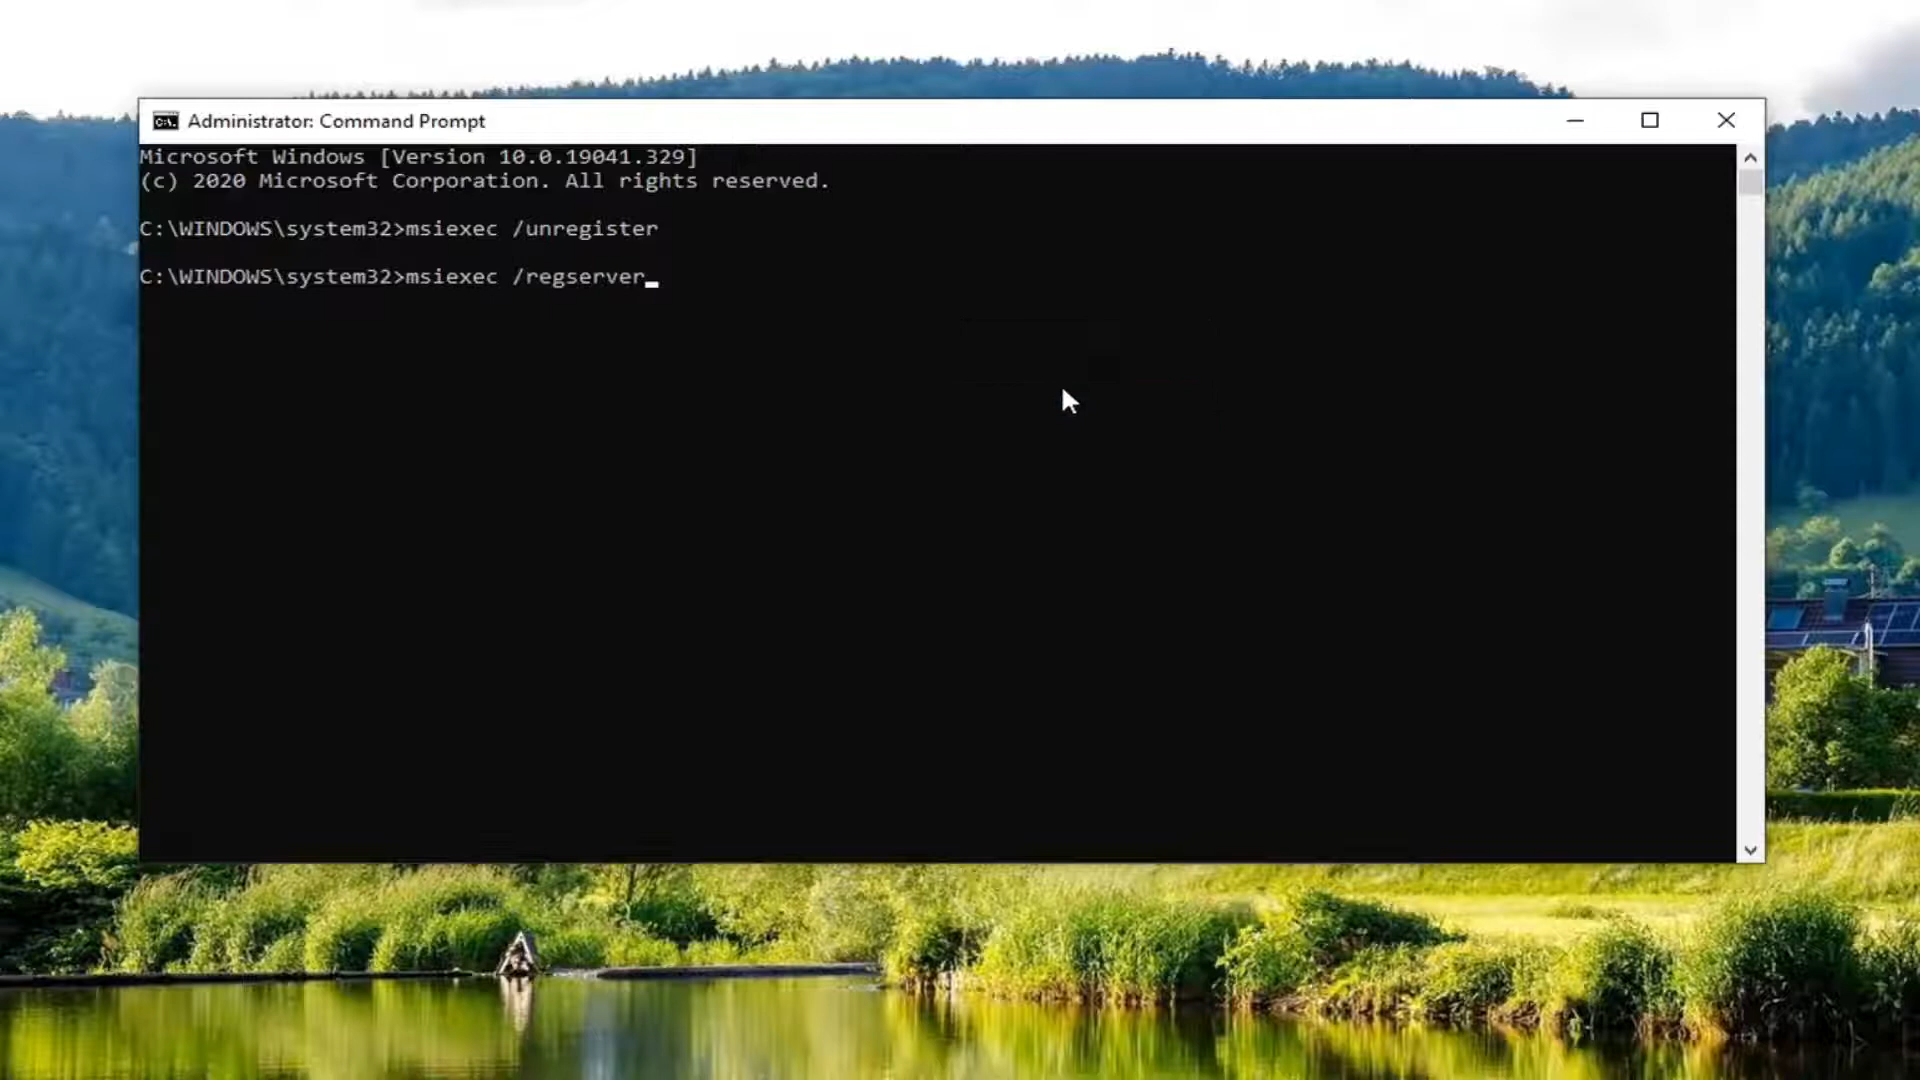 Administrator: Command Prompt
Microsoft Windows [Version 10.0.19041.329]
(c) 2020 Microsoft Corporation. All rights reserved.
C:\WINDOWS\system32>msiexec /unregister
C:\WINDOWS\system32>msiexec /regserver